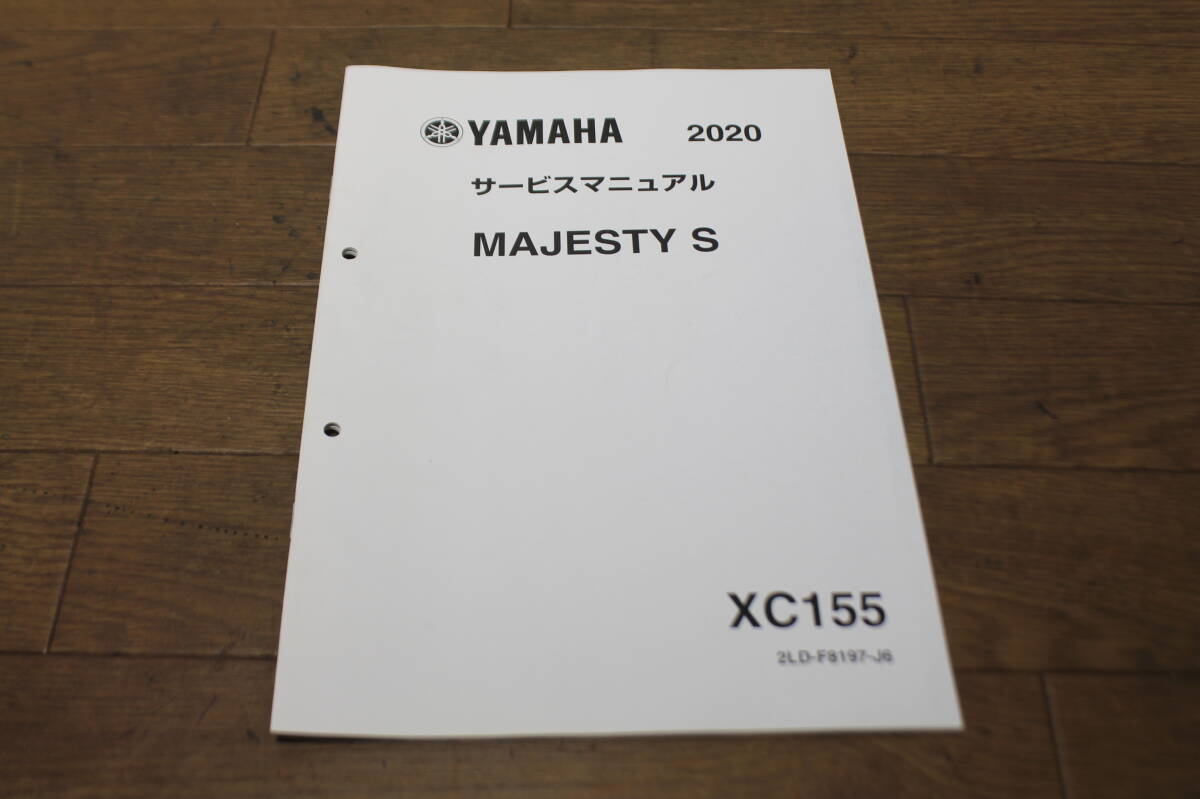 YAMAHA 2020
サービスマニュアル
MAJESTY S
XC155
2LD-F8197-J6